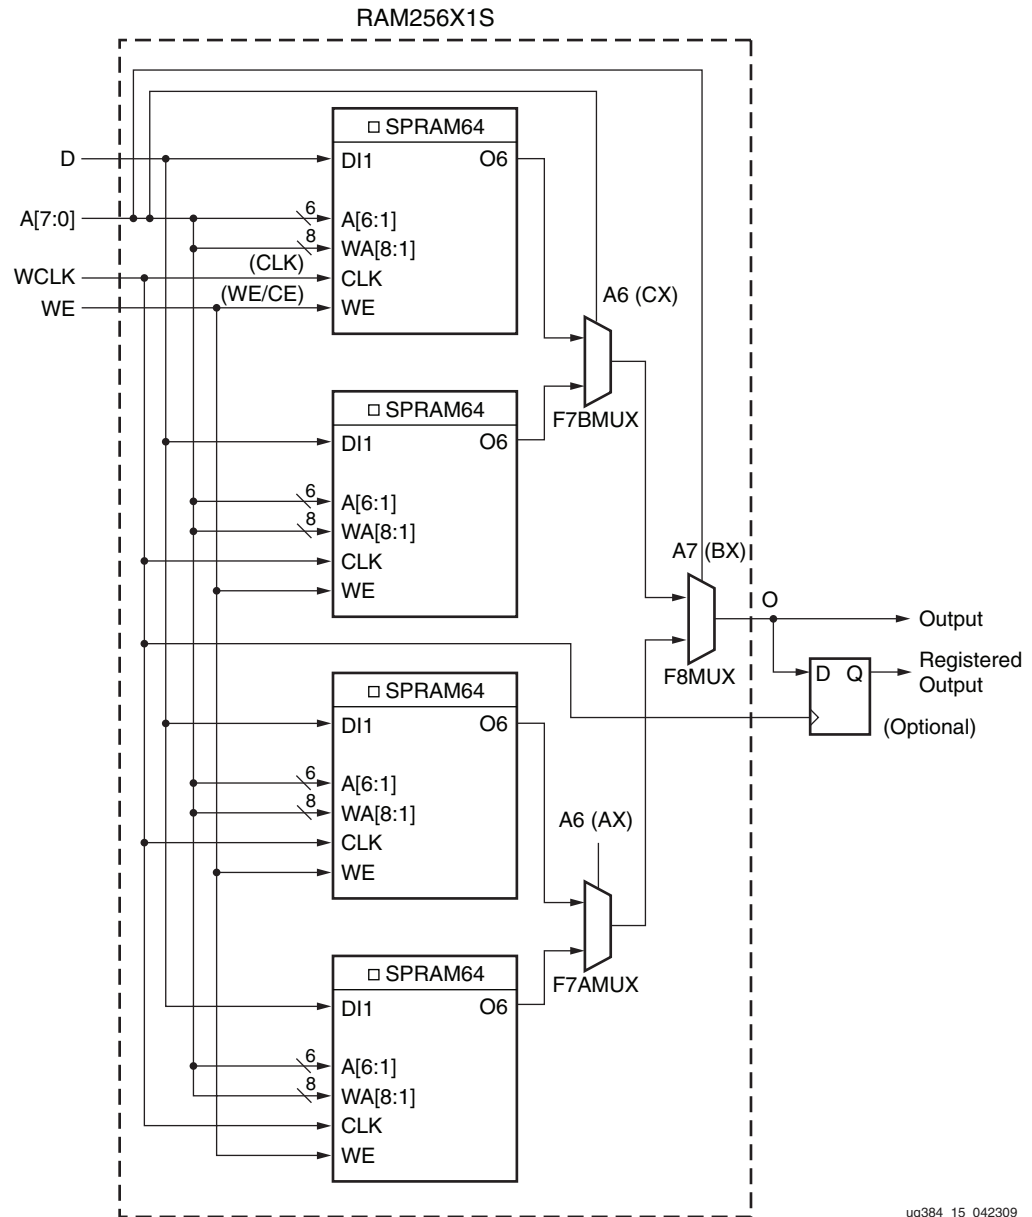 RAM256X1S
□ SPRAM64
D
DI1
O6
A[7:0]
6
A[6:1]
8
WA[8:1]
WCLK
(CLK)
CLK
WE
(WE/CE)
WE
A6 (CX)
F7BMUX
□ SPRAM64
DI1
O6
6
A[6:1]
8
WA[8:1]
CLK
WE
A7 (BX)
F8MUX
O
Output
D Q
Registered
Output
(Optional)
□ SPRAM64
DI1
O6
6
A[6:1]
8
WA[8:1]
CLK
WE
A6 (AX)
F7AMUX
□ SPRAM64
DI1
O6
6
A[6:1]
8
WA[8:1]
CLK
WE
ug384_15_042309